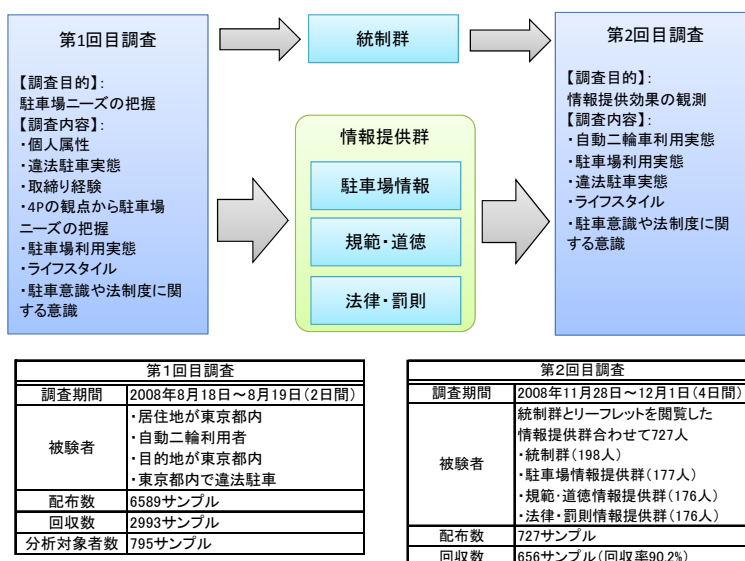 第1回目調査
【調査目的】:
駐車場ニーズの把握
【調査内容】:
・個人属性
・違法駐車実態
・取締り経験
・4Pの観点から駐車場
ニーズの把握
・駐車場利用実態
・ライフスタイル
・駐車意識や法制度に関
する意識
統制群
情報提供群
駐車場情報
規範・道徳
法律・罰則
第2回目調査
【調査目的】:
情報提供効果の観測
【調査内容】:
・自動二輪車利用実態
・駐車場利用実態
・違法駐車実態
・ライフスタイル
・駐車意識や法制度に関
する意識
第1回目調査
調査期間 2008年8月18日~8月19日(2日間)
被験者
・居住地が東京都内
・自動二輪利用者
・目的地が東京都内
・東京都内で違法駐車
配布数 6589サンプル
回収数 2993サンプル
分析対象者数 795サンプル
第2回目調査
調査期間 2008年11月28日~12月1日(4日間)
被験者
統制群とリーフレットを閲覧した
情報提供群合わせて727人
・統制群(198人)
・駐車場情報提供群(177人)
・規範・道徳情報提供群(176人)
・法律・罰則情報提供群(176人)
配布数 727サンプル
回収数 656サンプル(回収率90.2%)